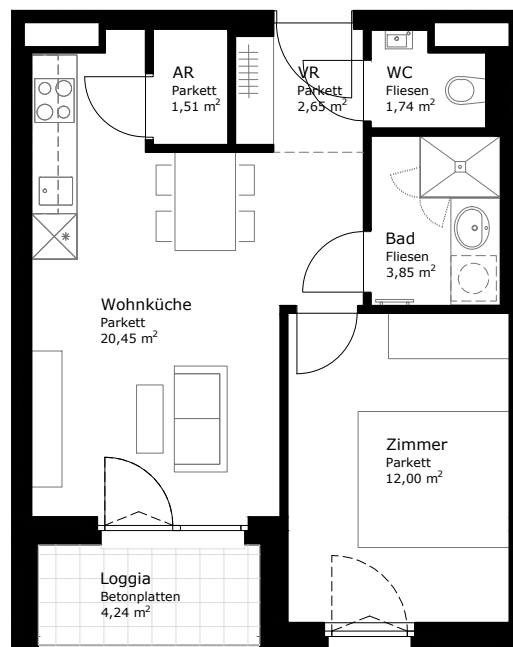 AR
Parkett
1,51 m²
VR
Parkett
2,65 m²
WC
Fliesen
1,74 m²
Bad
Fliesen
3,85 m²
Wohnküche
Parkett
20,45 m²
Zimmer
Parkett
12,00 m²
Loggia
Betonplatten
4,24 m²